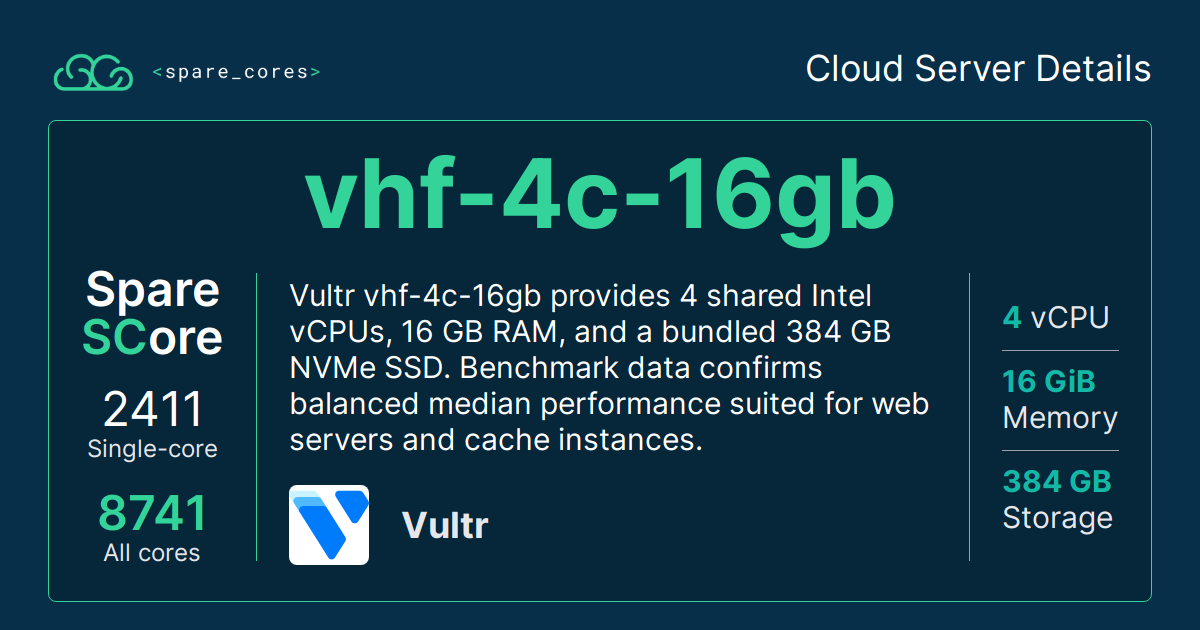 <spare_cores>
Cloud Server Details
vhf-4c-16gb
Spare
SCore
2411
Single-core
8741
All cores
Vultr vhf-4c-16gb provides 4 shared Intel
vCPUs, 16 GB RAM, and a bundled 384 GB
NVMe SSD. Benchmark data confirms
balanced median performance suited for web
servers and cache instances.
Vultr
4 vCPU
16 GiB
Memory
384 GB
Storage